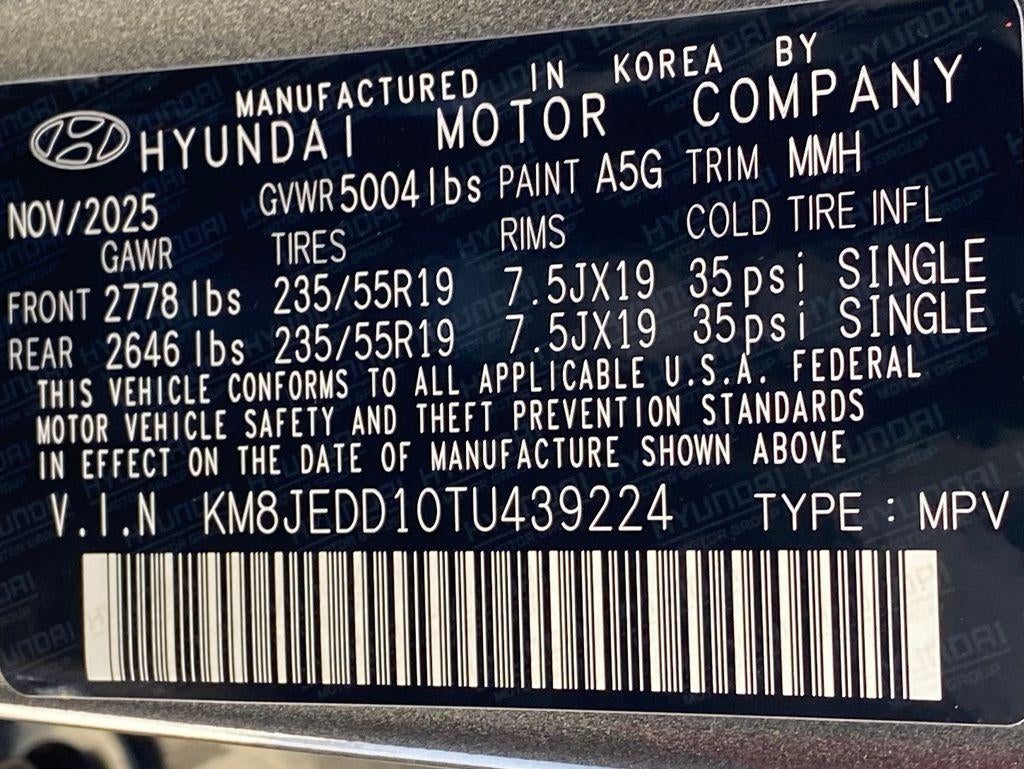 MANUFACTURED IN KOREA BY
HYUNDAI MOTOR COMPANY
NOV/2025 GVWR 5004 lbs PAINT A5G TRIM MMH
GAWR TIRES RIMS COLD TIRE INFL
FRONT 2778 lbs 235/55R19 7.5JX19 35psi SINGLE
REAR 2646 lbs 235/55R19 7.5JX19 35psi SINGLE
THIS VEHICLE CONFORMS TO ALL APPLICABLE U.S.A. FEDERAL
MOTOR VEHICLE SAFETY AND THEFT PREVENTION STANDARDS
IN EFFECT ON THE DATE OF MANUFACTURE SHOWN ABOVE
V.I.N KM8JEDD10TU439224 TYPE : MPV